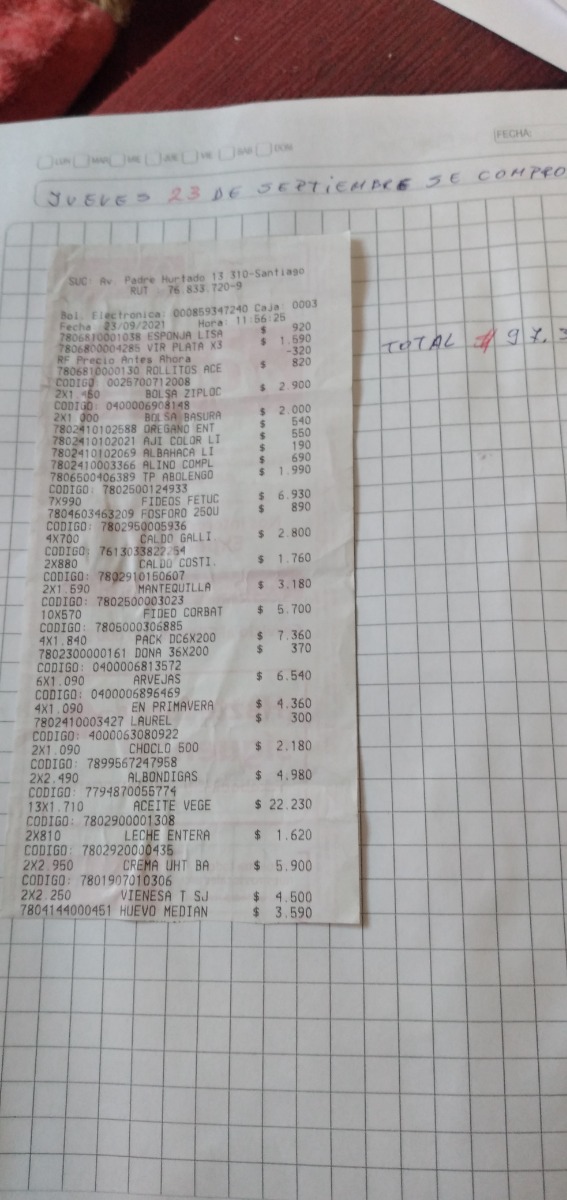 LUN MAR MIE JUE VIE SAB DOM
FECHA:
JUEVES 23 DE SEPTIEMBRE SE COMPRO
TOTAL $ 97.3
SUC: Av. Padre Hurtado 13 310-Santiago
RUT 76.833.720-9
Bol. Electronica: 000859347240 Caja: 0003
Fecha: 23/09/2021 Hora: 11:56:25
7806810001038 ESPONJA LISA $ 920
7806800004285 VIR PLATA X3 $ 1.590
RF Precio Antes Ahora -320
7806810000130 ROLLITOS ACE $ 820
CODIGO: 0025700712008
2X1.450 BOLSA ZIPLOC $ 2.900
CODIGO: 0400006908148
2X1.000 BOLSA BASURA $ 2.000
7802410102588 OREGANO ENT $ 540
7802410102021 AJI COLOR LI $ 550
7802410102069 ALBAHACA LI $ 190
7802410003366 ALINO COMPL $ 690
7806500406389 TP ABOLENGO $ 1.990
CODIGO: 7802500124933
7X990 FIDEOS FETUC $ 6.930
7804603463209 FOSFORO 250U $ 890
CODIGO: 7802950005936
4X700 CALDO GALLI. $ 2.800
CODIGO: 7613033822254
2X880 CALDO COSTI. $ 1.760
CODIGO: 7802910150607
2X1.590 MANTEQUILLA $ 3.180
CODIGO: 7802500003023
10X570 FIDEO CORBAT $ 5.700
CODIGO: 7805000306885
4X1.840 PACK DC6X200 $ 7.360
7802300000161 DONA 36X200 $ 370
CODIGO: 0400006813572
6X1.090 ARVEJAS $ 6.540
CODIGO: 0400006896469
4X1.090 EN PRIMAVERA $ 4.360
7802410003427 LAUREL $ 300
CODIGO: 4000063080922
2X1.090 CHOCLO 500 $ 2.180
CODIGO: 7899567247958
2X2.490 ALBONDIGAS $ 4.980
CODIGO: 7794870055774
13X1.710 ACEITE VEGE $ 22.230
CODIGO: 7802900001308
2X810 LECHE ENTERA $ 1.620
CODIGO: 7802920000435
2X2.950 CREMA UHT BA $ 5.900
CODIGO: 7801907010306
2X2.250 VIENESA T SJ $ 4.500
7804144000451 HUEVO MEDIAN $ 3.590